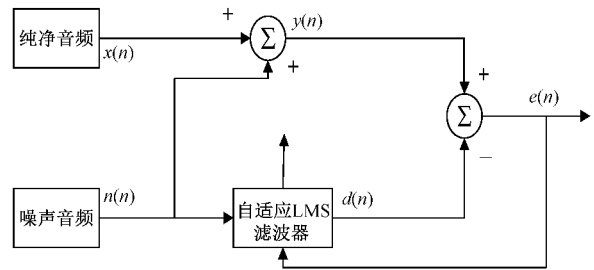 纯净音频
x(n)
+
Σ
+
y(n)
+
Σ
−
e(n)
噪声音频
n(n)
自适应LMS
滤波器
d(n)